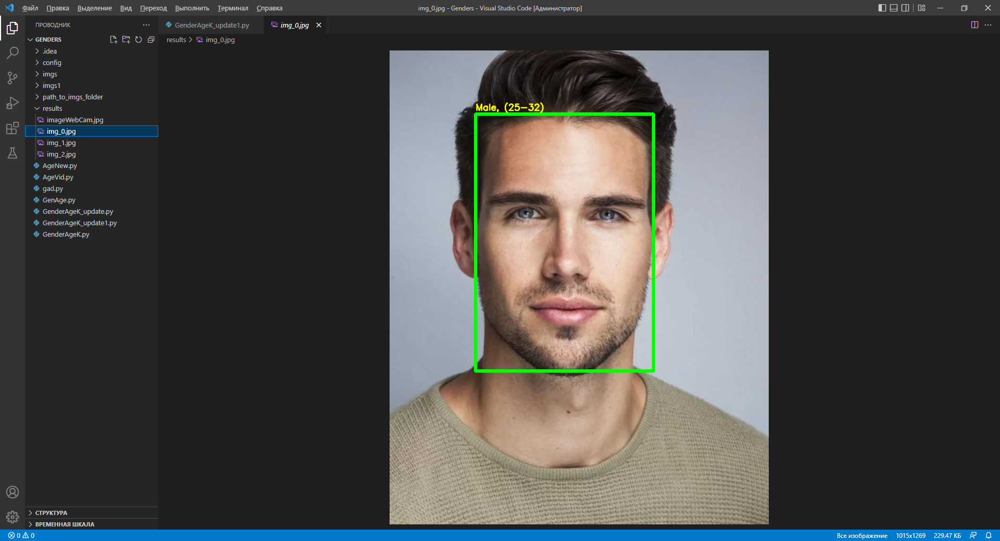 Файл Правка Выделение Вид Переход Выполнить Терминал Справка
img_0.jpg - Genders - Visual Studio Code [Администратор]
ПРОВОДНИК
GENDERS
.idea
config
imgs
imgs1
path_to_imgs_folder
results
imageWebCam.jpg
img_0.jpg
img_1.jpg
img_2.jpg
AgeNew.py
AgeVid.py
gad.py
GenAge.py
GenderAgeK_update.py
GenderAgeK_update1.py
GenderAgeK.py
СТРУКТУРА
ВРЕМЕННАЯ ШКАЛА
GenderAgeK_update1.py
img_0.jpg
results > img_0.jpg
Male, (25-32)
0 0
Все изображение 1015x1269 229.47 КБ